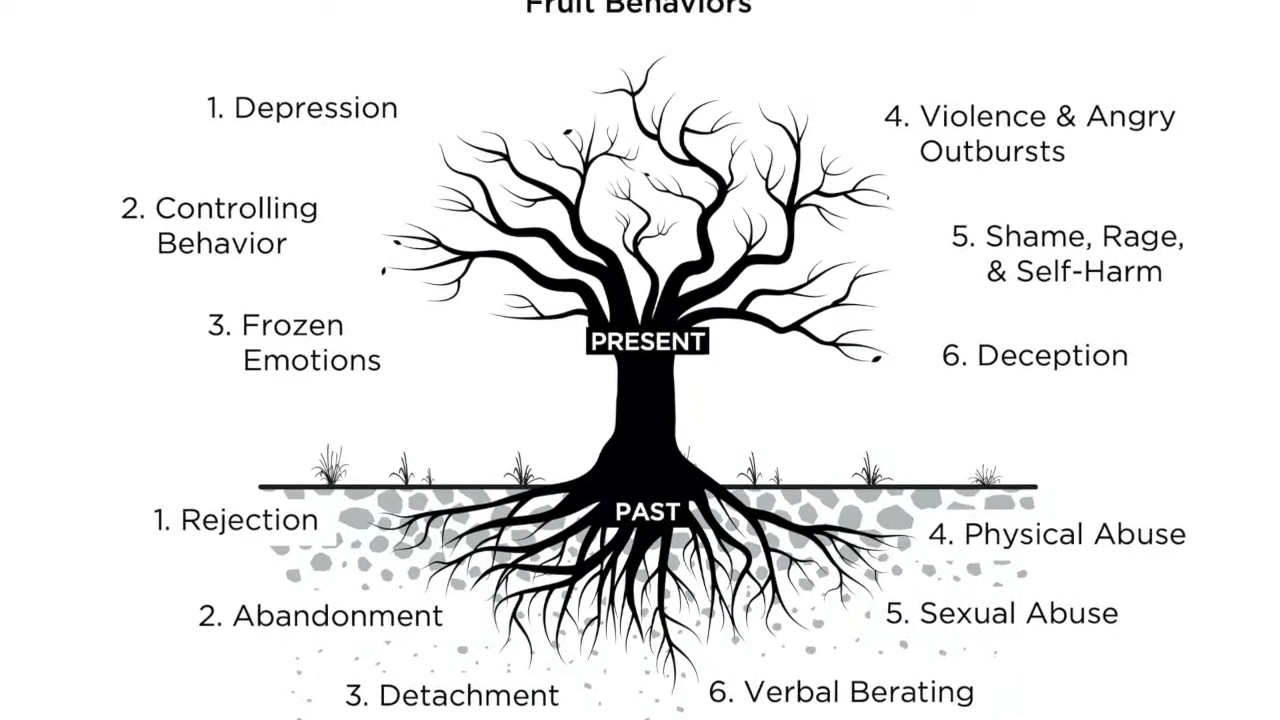 Fruit Behaviors
1. Depression
2. Controlling
Behavior
3. Frozen
Emotions
4. Violence & Angry
Outbursts
5. Shame, Rage,
& Self-Harm
6. Deception
PRESENT
PAST
1. Rejection
2. Abandonment
3. Detachment
4. Physical Abuse
5. Sexual Abuse
6. Verbal Berating